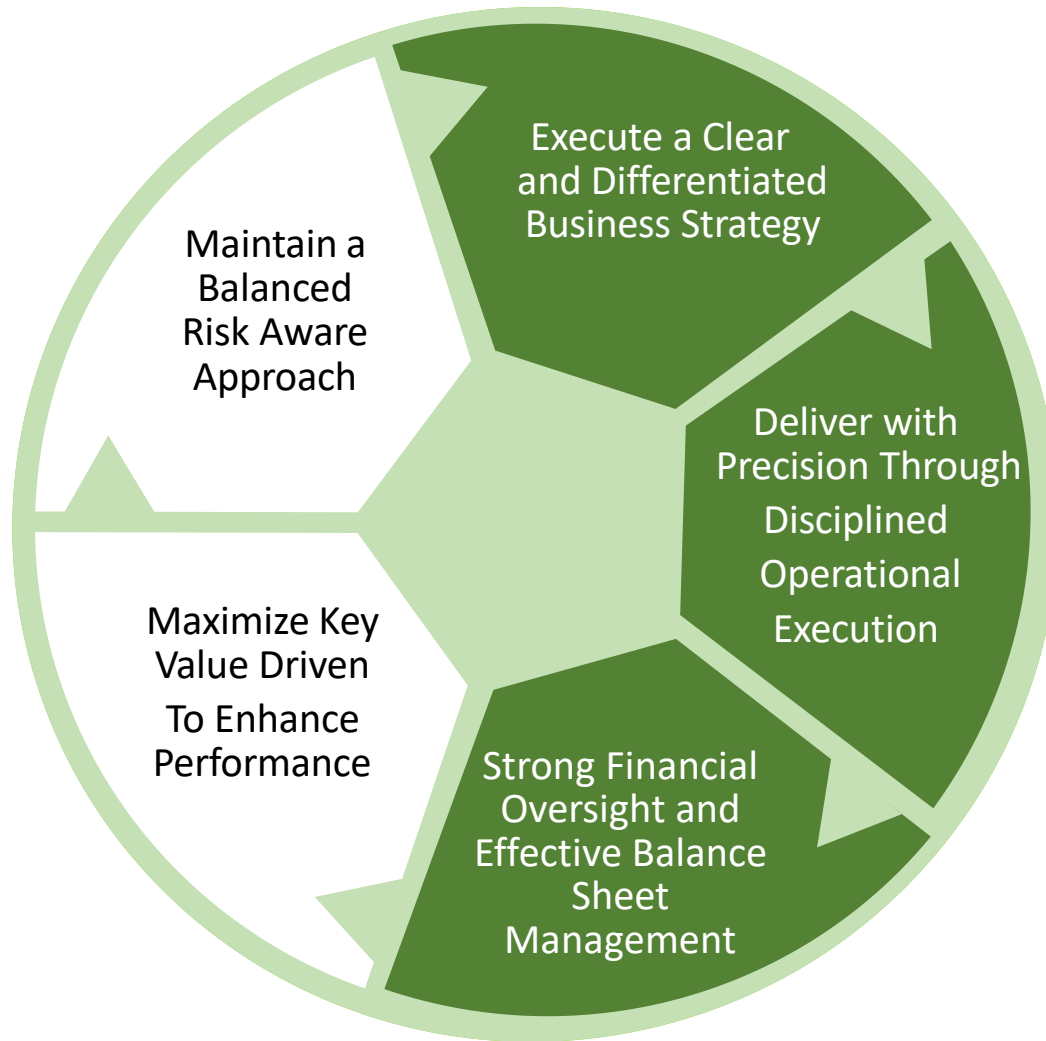 Execute a Clear
and Differentiated
Business Strategy
Deliver with
Precision Through
Disciplined
Operational
Execution
Strong Financial
Oversight and
Effective Balance
Sheet
Management
Maximize Key
Value Driven
To Enhance
Performance
Maintain a
Balanced
Risk Aware
Approach